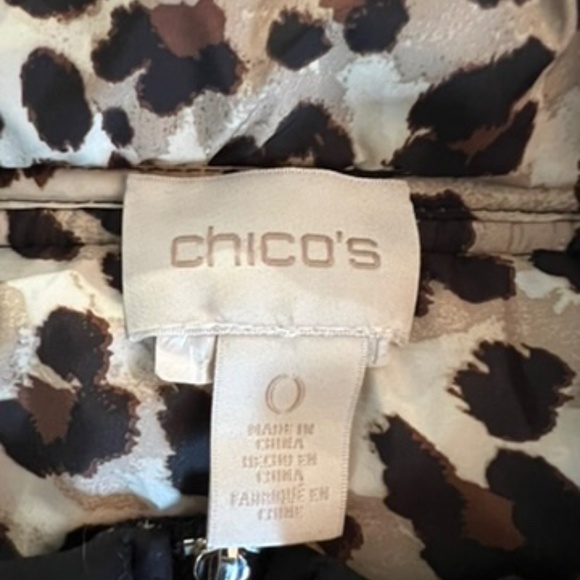 chico's
0
MADE IN
CHINA
HECHO EN
CHINA
FABRIQUÉ EN
CHINE